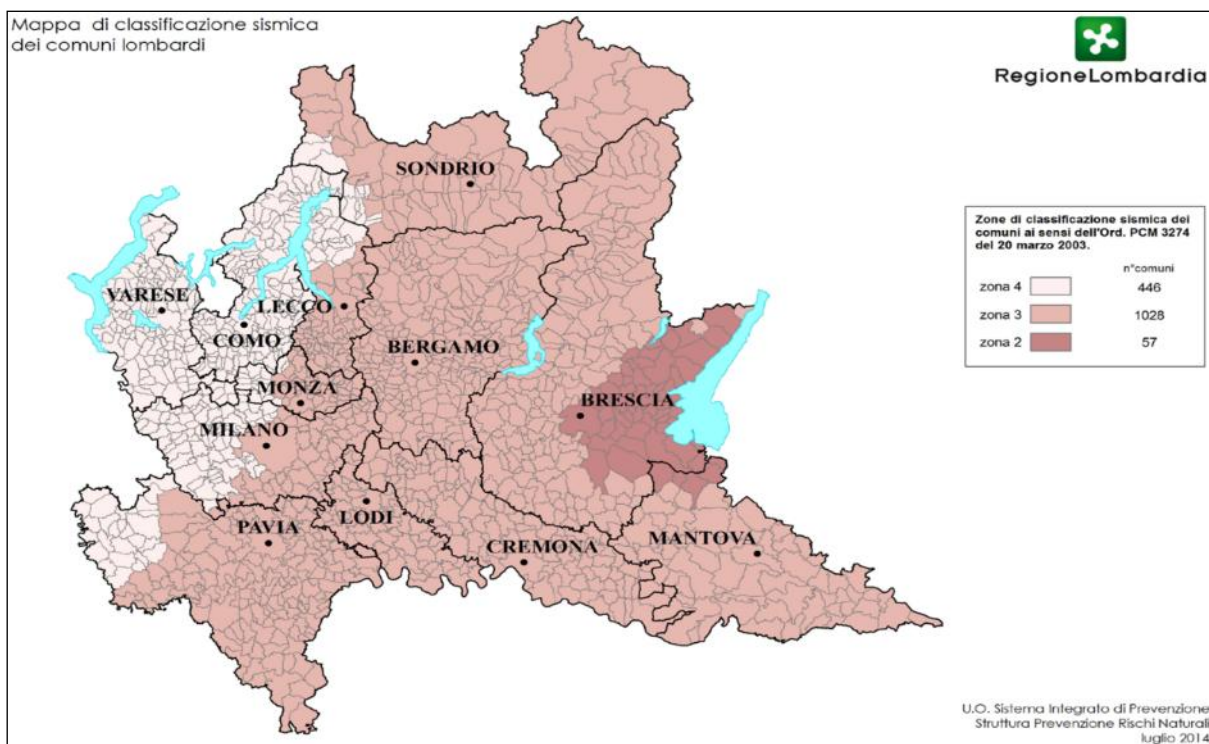 Mappa di classificazione sismica
dei comuni lombardi
RegioneLombardia
SONDRIO
VARESE
LECCO
COMO
BERGAMO
MONZA
BRESCIA
MILANO
PAVIA
LODI
CREMONA
MANTOVA
Zone di classificazione sismica dei
comuni ai sensi dell'Ord. PCM 3274
del 20 marzo 2003.
n°comuni
zona 4 446
zona 3 1028
zona 2 57
U.O. Sistema Integrato di Prevenzione
Struttura Prevenzione Rischi Naturali
luglio 2014